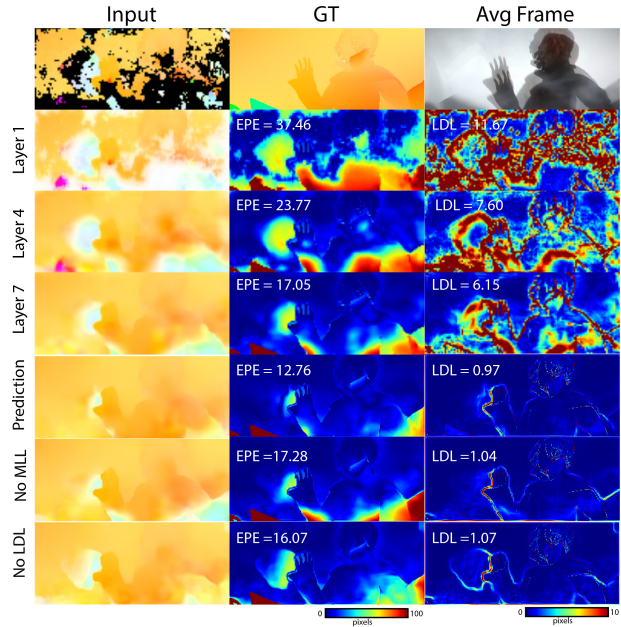 Input GT Avg Frame
Layer 1 EPE = 37.46 LDL = 11.67
Layer 4 EPE = 23.77 LDL = 7.60
Layer 7 EPE = 17.05 LDL = 6.15
Prediction EPE = 12.76 LDL = 0.97
No MLL EPE =17.28 LDL =1.04
No LDL EPE = 16.07 LDL =1.07
0 100 0 10
pixels pixels